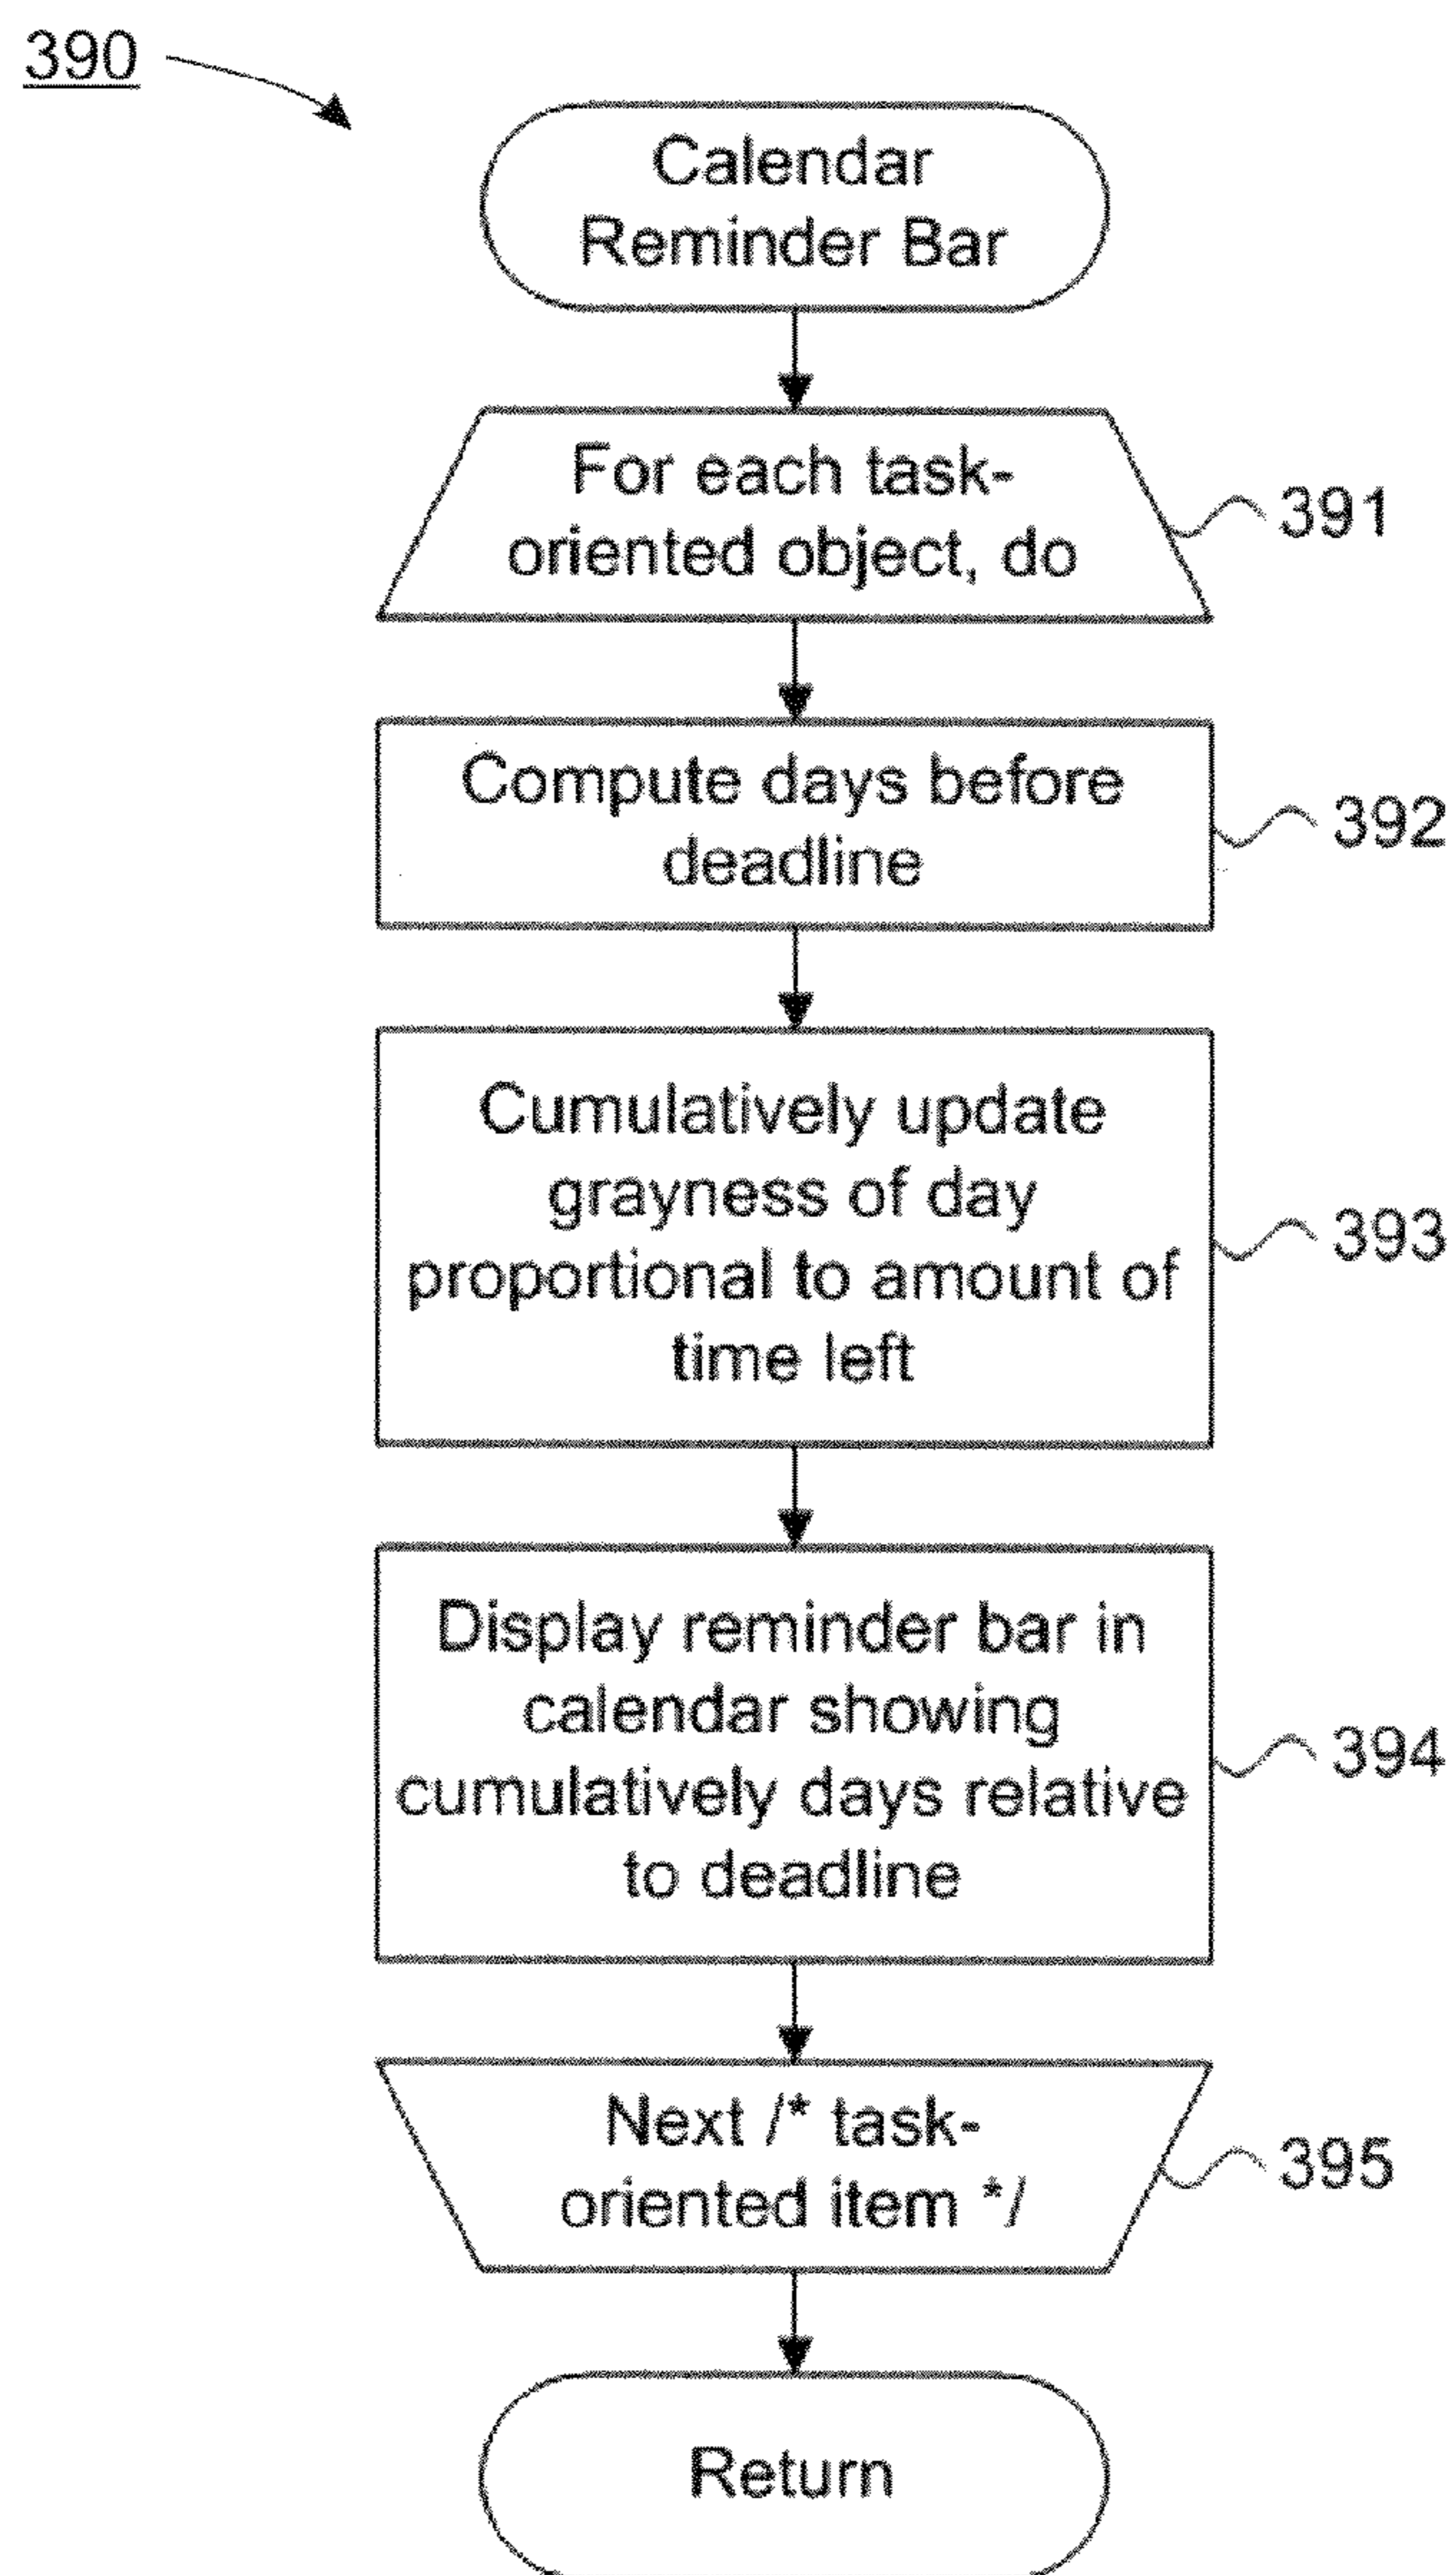 390
Calendar
Reminder Bar
For each task-
oriented object, do
391
Compute days before
deadline
392
Cumulatively update
grayness of day
proportional to amount of
time left
393
Display reminder bar in
calendar showing
cumulatively days relative
to deadline
394
Next /* task-
oriented item */
395
Return